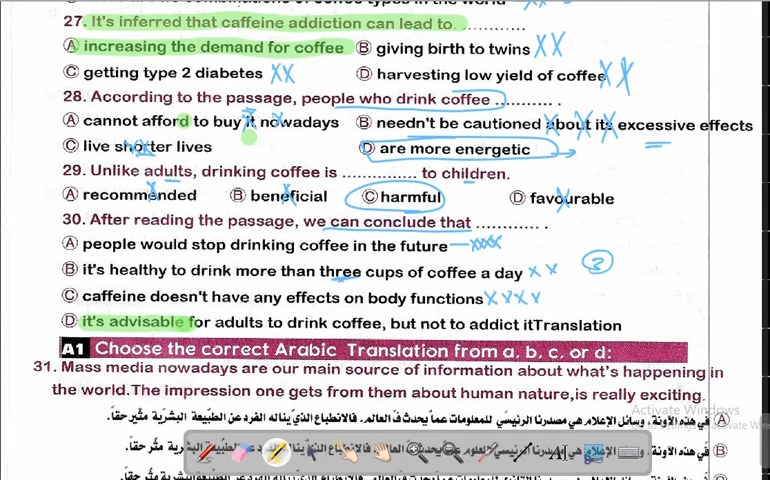 27. It's inferred that caffeine addiction can lead to. ............
Ⓐ increasing the demand for coffee Ⓑ giving birth to twins
Ⓒ getting type 2 diabetes Ⓓ harvesting low yield of coffee
28. According to the passage, people who drink coffee ............ .
Ⓐ cannot afford to buy it nowadays Ⓑ needn't be cautioned about its excessive effects
Ⓒ live shotter lives Ⓓ are more energetic
29. Unlike adults, drinking coffee is .............. to children.
Ⓐ recommended Ⓑ beneficial Ⓒ harmful Ⓓ favourable
30. After reading the passage, we can conclude that ............ .
Ⓐ people would stop drinking coffee in the future
Ⓑ it's healthy to drink more than three cups of coffee a day
3
Ⓒ caffeine doesn't have any effects on body functions
Ⓓ it's advisable for adults to drink coffee, but not to addict itTranslation
A1 Choose the correct Arabic Translation from a, b, c, or d:
31. Mass media nowadays are our main source of information about what's happening in
the world.The impression one gets from them about human nature,is really exciting.
Activate Windows
Ⓐ في هذه الآونة، وسائل الإعلام هي مصدرنا الرئيسي للمعلومات عما يحدث في العالم. فالانطباع الذي يناله الفرد عن الطبيعة البشرية مثير حقاً.